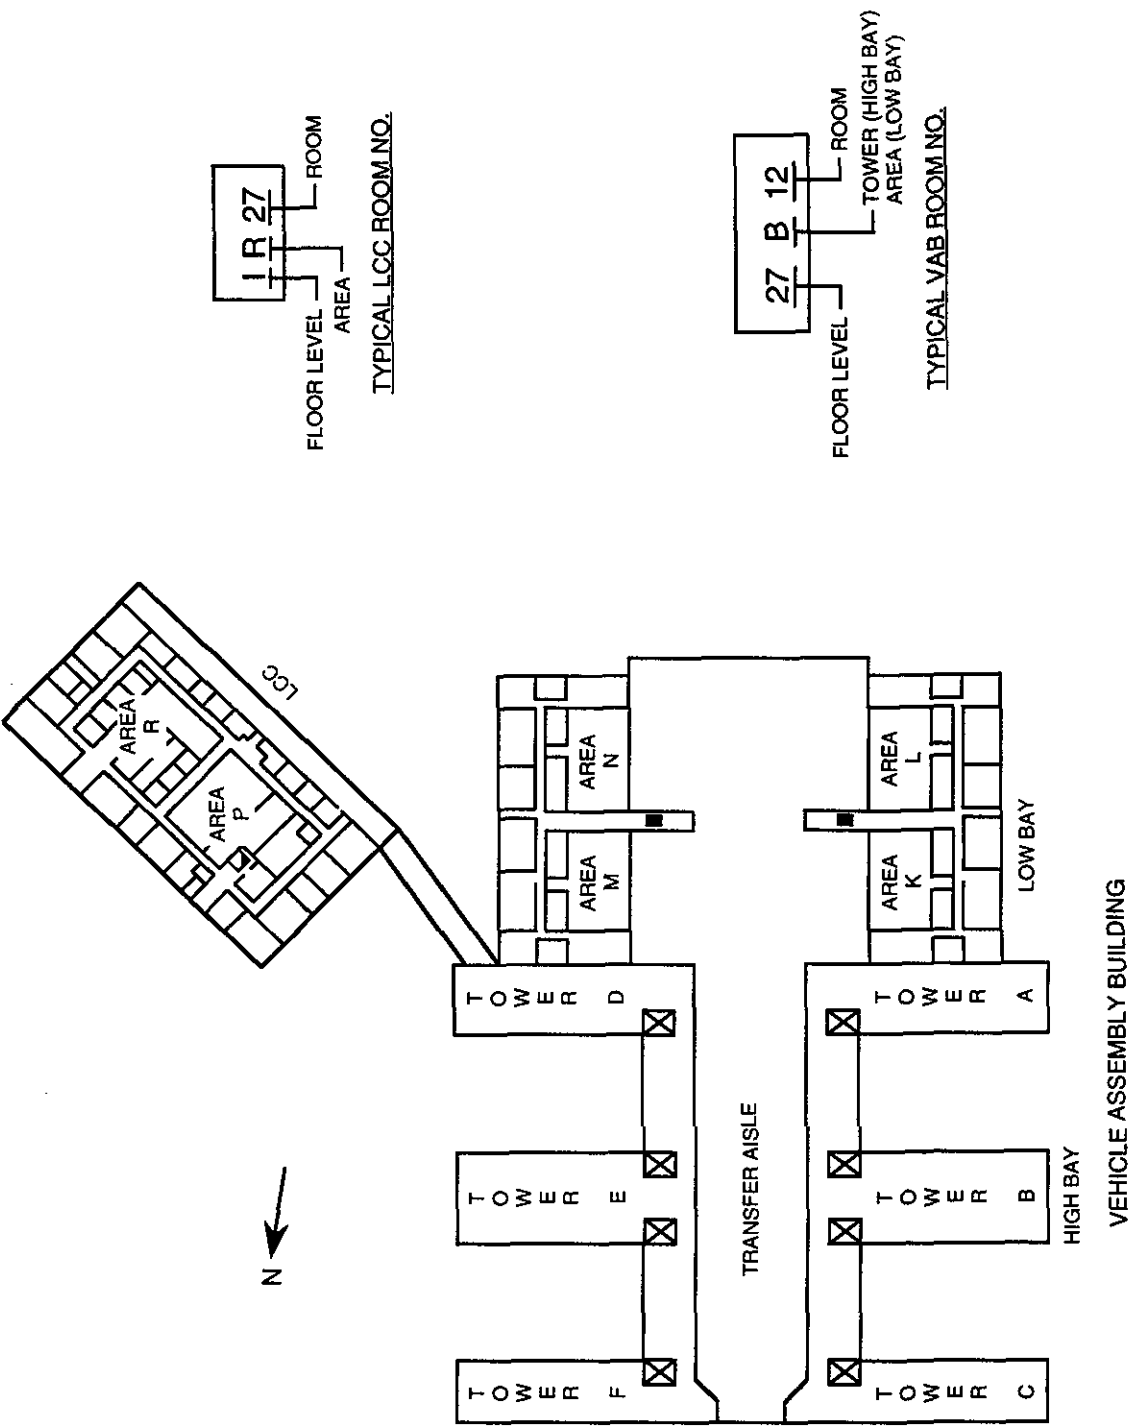 I R 27
ROOM
FLOOR LEVEL
AREA
TYPICAL LCC ROOM NO.
27 B 12
ROOM
TOWER (HIGH BAY)
AREA (LOW BAY)
FLOOR LEVEL
TYPICAL VAB ROOM NO.
LCC
AREA
R
AREA
P
AREA
N
AREA
M
AREA
L
AREA
K
LOW BAY
TOWER D
TOWER A
TOWER E
TOWER B
TOWER F
TOWER C
TRANSFER AISLE
HIGH BAY
N
VEHICLE ASSEMBLY BUILDING